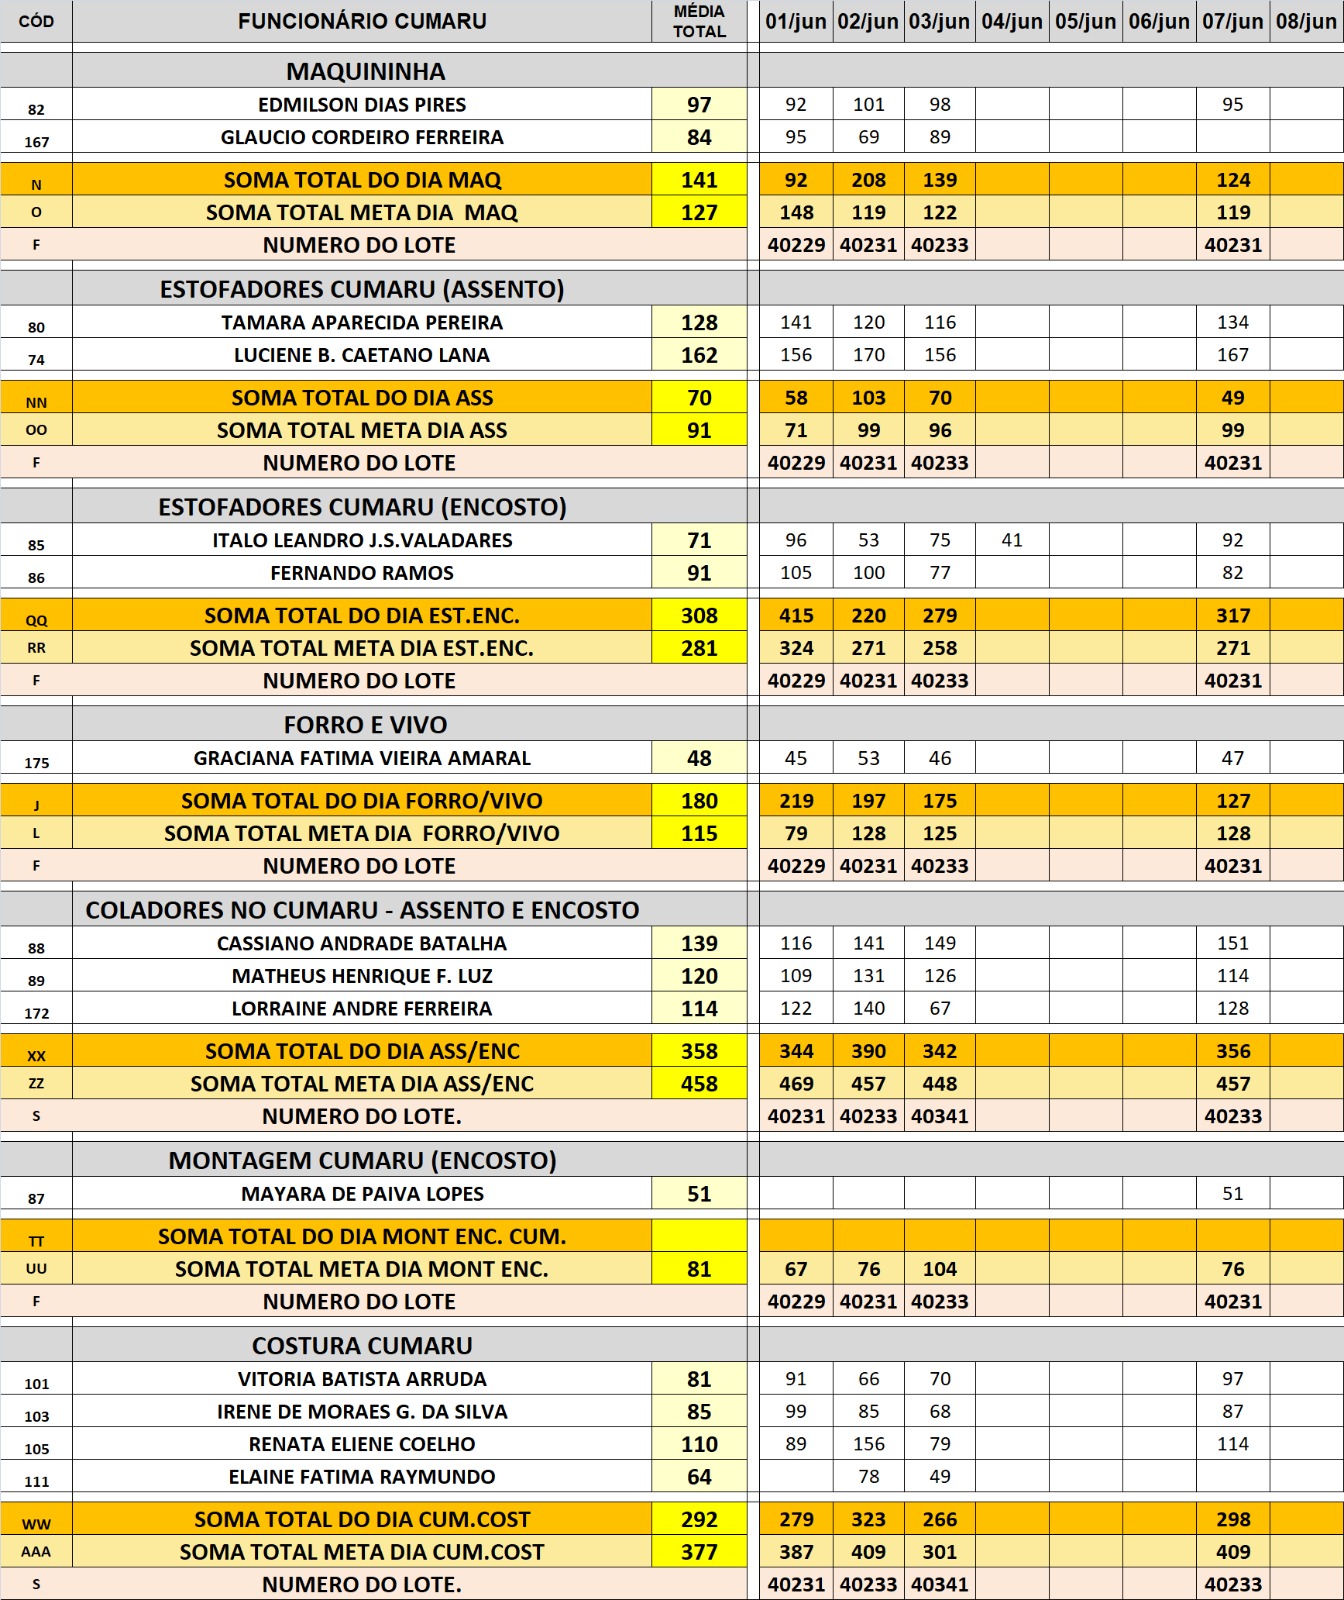 CÓD FUNCIONÁRIO CUMARU MÉDIA TOTAL 01/jun 02/jun 03/jun 04/jun 05/jun 06/jun 07/jun 08/jun
MAQUININHA
82 EDMILSON DIAS PIRES 97 92 101 98 95
167 GLAUCIO CORDEIRO FERREIRA 84 95 69 89
N SOMA TOTAL DO DIA MAQ 141 92 208 139 124
O SOMA TOTAL META DIA MAQ 127 148 119 122 119
F NUMERO DO LOTE 40229 40231 40233 40231
ESTOFADORES CUMARU (ASSENTO)
80 TAMARA APARECIDA PEREIRA 128 141 120 116 134
74 LUCIENE B. CAETANO LANA 162 156 170 156 167
NN SOMA TOTAL DO DIA ASS 70 58 103 70 49
OO SOMA TOTAL META DIA ASS 91 71 99 96 99
F NUMERO DO LOTE 40229 40231 40233 40231
ESTOFADORES CUMARU (ENCOSTO)
85 ITALO LEANDRO J.S.VALADARES 71 96 53 75 41 92
86 FERNANDO RAMOS 91 105 100 77 82
QQ SOMA TOTAL DO DIA EST.ENC. 308 415 220 279 317
RR SOMA TOTAL META DIA EST.ENC. 281 324 271 258 271
F NUMERO DO LOTE 40229 40231 40233 40231
FORRO E VIVO
175 GRACIANA FATIMA VIEIRA AMARAL 48 45 53 46 47
J SOMA TOTAL DO DIA FORRO/VIVO 180 219 197 175 127
L SOMA TOTAL META DIA FORRO/VIVO 115 79 128 125 128
F NUMERO DO LOTE 40229 40231 40233 40231
COLADORES NO CUMARU - ASSENTO E ENCOSTO
88 CASSIANO ANDRADE BATALHA 139 116 141 149 151
89 MATHEUS HENRIQUE F. LUZ 120 109 131 126 114
172 LORRAINE ANDRE FERREIRA 114 122 140 67 128
XX SOMA TOTAL DO DIA ASS/ENC 358 344 390 342 356
ZZ SOMA TOTAL META DIA ASS/ENC 458 469 457 448 457
S NUMERO DO LOTE. 40231 40233 40341 40233
MONTAGEM CUMARU (ENCOSTO)
87 MAYARA DE PAIVA LOPES 51 51
TT SOMA TOTAL DO DIA MONT ENC. CUM.
UU SOMA TOTAL META DIA MONT ENC. 81 67 76 104 76
F NUMERO DO LOTE 40229 40231 40233 40231
COSTURA CUMARU
101 VITORIA BATISTA ARRUDA 81 91 66 70 97
103 IRENE DE MORAES G. DA SILVA 85 99 85 68 87
105 RENATA ELIENE COELHO 110 89 156 79 114
111 ELAINE FATIMA RAYMUNDO 64 78 49
WW SOMA TOTAL DO DIA CUM.COST 292 279 323 266 298
AAA SOMA TOTAL META DIA CUM.COST 377 387 409 301 409
S NUMERO DO LOTE. 40231 40233 40341 40233